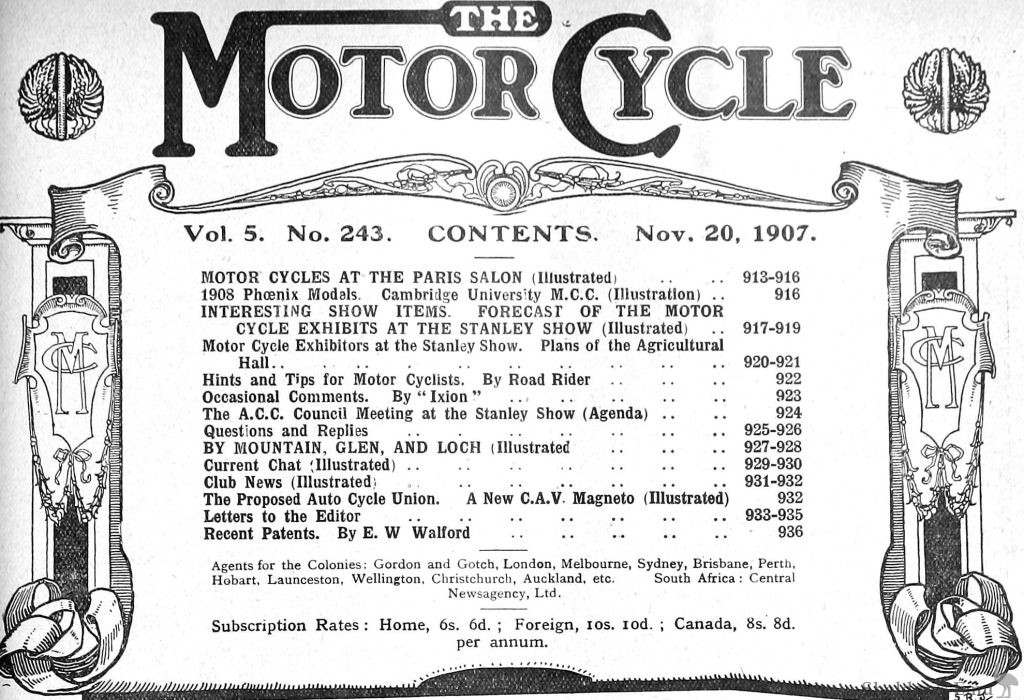 THE
MOTOR CYCLE
Vol. 5. No. 243. CONTENTS. Nov. 20, 1907.
MOTOR CYCLES AT THE PARIS SALON (Illustrated) .. .. 913-916
1908 Phœnix Models. Cambridge University M.C.C. (Illustration) .. 916
INTERESTING SHOW ITEMS. FORECAST OF THE MOTOR
CYCLE EXHIBITS AT THE STANLEY SHOW (Illustrated) .. 917-919
Motor Cycle Exhibitors at the Stanley Show. Plans of the Agricultural
Hall.. .. .. .. .. .. .. .. .. 920-921
Hints and Tips for Motor Cyclists. By Road Rider .. .. .. 922
Occasional Comments. By "Ixion" .. .. .. .. .. 923
The A.C.C. Council Meeting at the Stanley Show (Agenda) .. .. 924
Questions and Replies .. .. .. .. .. .. .. 925-926
BY MOUNTAIN, GLEN, AND LOCH (Illustrated .. .. .. 927-928
Current Chat (Illustrated) .. .. .. .. .. .. .. 929-930
Club News (Illustrated) .. .. .. .. .. .. .. 931-932
The Proposed Auto Cycle Union. A New C.A.V. Magneto (Illustrated) 932
Letters to the Editor .. .. .. .. .. .. .. 933-935
Recent Patents. By E. W Walford .. .. .. .. .. 936
Agents for the Colonies: Gordon and Gotch, London, Melbourne, Sydney, Brisbane, Perth,
Hobart, Launceston, Wellington, Christchurch, Auckland, etc. South Africa: Central
Newsagency, Ltd.
Subscription Rates: Home, 6s. 6d.; Foreign, 10s. 10d.; Canada, 8s. 8d.
per annum.
MCC
MCC